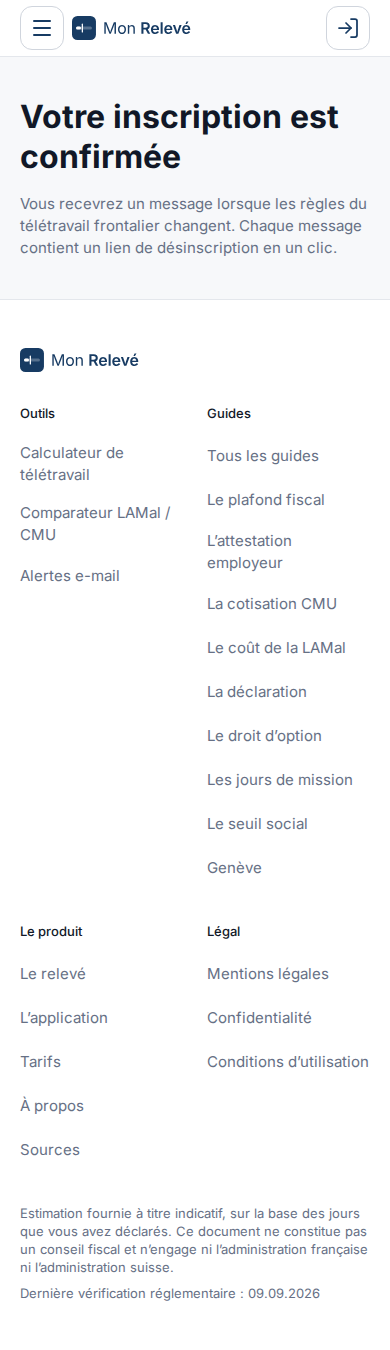 Mon Relevé
Votre inscription est
confirmée
Vous recevrez un message lorsque les règles du
télétravail frontalier changent. Chaque message
contient un lien de désinscription en un clic.
Mon Relevé
Outils
Calculateur de
télétravail
Comparateur LAMal /
CMU
Alertes e-mail
Guides
Tous les guides
Le plafond fiscal
L’attestation
employeur
La cotisation CMU
Le coût de la LAMal
La déclaration
Le droit d’option
Les jours de mission
Le seuil social
Genève
Le produit
Le relevé
L’application
Tarifs
À propos
Sources
Légal
Mentions légales
Confidentialité
Conditions d’utilisation
Estimation fournie à titre indicatif, sur la base des jours
que vous avez déclarés. Ce document ne constitue pas
un conseil fiscal et n’engage ni l’administration française
ni l’administration suisse.
Dernière vérification réglementaire : 09.09.2026